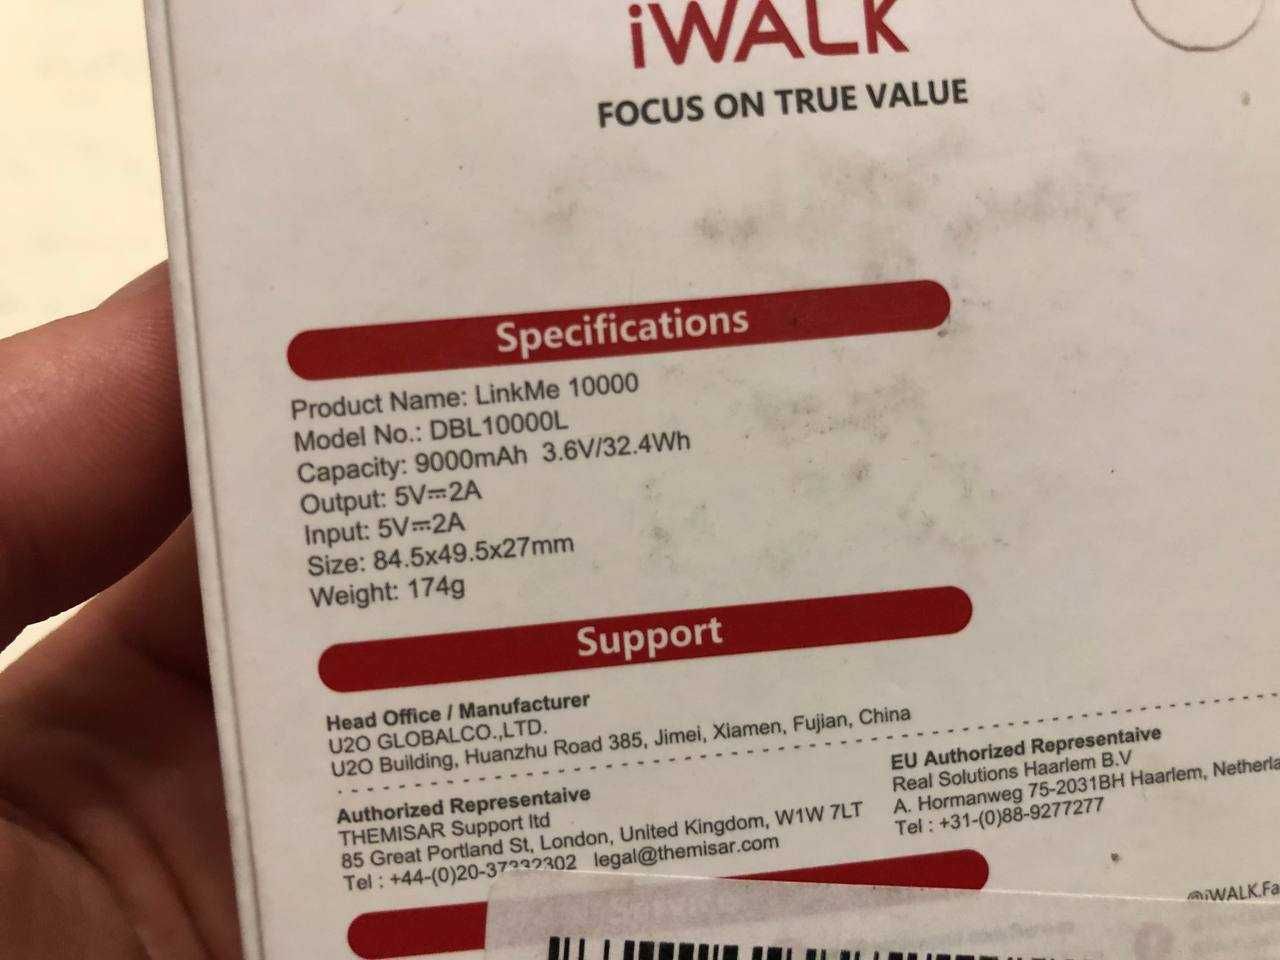 iWALK
FOCUS ON TRUE VALUE
Specifications
Product Name: LinkMe 10000
Model No.: DBL10000L
Capacity: 9000mAh 3.6V/32.4Wh
Output: 5V⎓2A
Input: 5V⎓2A
Size: 84.5x49.5x27mm
Weight: 174g
Support
Head Office / Manufacturer
U2O GLOBALCO.,LTD.
U2O Building, Huanzhu Road 385, Jimei, Xiamen, Fujian, China
Authorized Representaive
THEMISAR Support ltd
85 Great Portland St, London, United Kingdom, W1W 7LT
Tel : +44-(0)20-37332302 legal@themisar.com
EU Authorized Representaive
Real Solutions Haarlem B.V
A. Hormanweg 75-2031BH Haarlem, Netherla
Tel : +31-(0)88-9277277
@iWALK.Fa